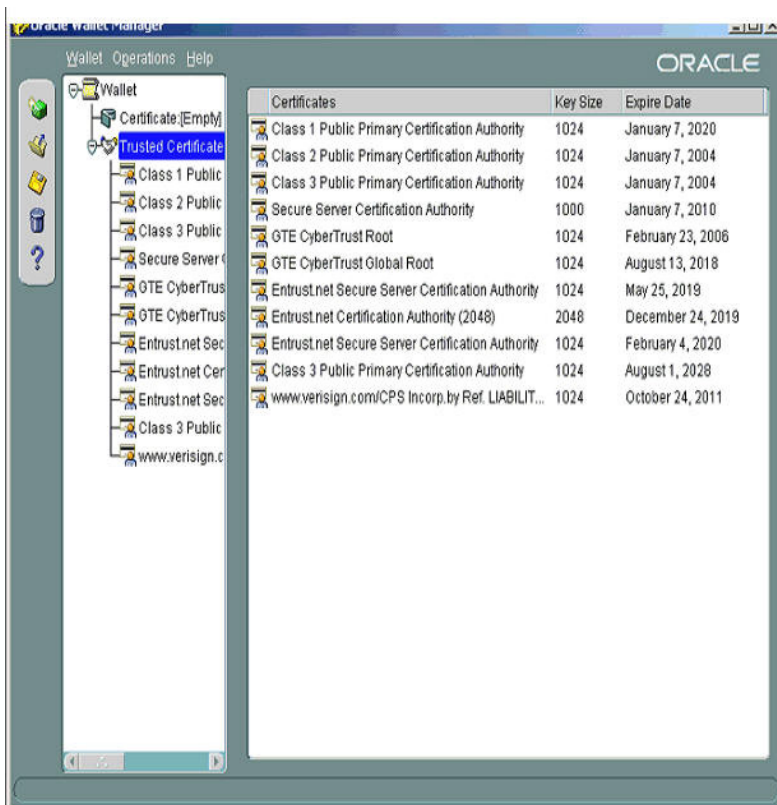 Oracle Wallet Manager
Wallet Operations Help
ORACLE
Wallet
Certificate:[Empty]
Trusted Certificate
Class 1 Public
Class 2 Public
Class 3 Public
Secure Server
GTE CyberTrus
GTE CyberTrus
Entrust.net Sec
Entrust.net Cer
Entrust.net Sec
Class 3 Public
www.verisign.c
Certificates Key Size Expire Date
Class 1 Public Primary Certification Authority 1024 January 7, 2020
Class 2 Public Primary Certification Authority 1024 January 7, 2004
Class 3 Public Primary Certification Authority 1024 January 7, 2004
Secure Server Certification Authority 1000 January 7, 2010
GTE CyberTrust Root 1024 February 23, 2006
GTE CyberTrust Global Root 1024 August 13, 2018
Entrust.net Secure Server Certification Authority 1024 May 25, 2019
Entrust.net Certification Authority (2048) 2048 December 24, 2019
Entrust.net Secure Server Certification Authority 1024 February 4, 2020
Class 3 Public Primary Certification Authority 1024 August 1, 2028
www.verisign.com/CPS Incorp.by Ref. LIABILIT... 1024 October 24, 2011